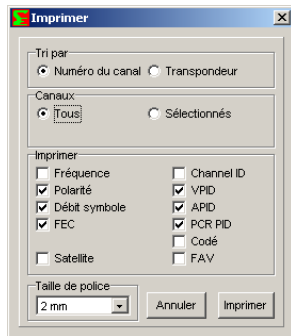 Imprimer
Tri par
Numéro du canal Transpondeur
Canaux
Tous Sélectionnés
Imprimer
Fréquence Channel ID
Polarité VPID
Débit symbole APID
FEC PCR PID
Codé
Satellite FAV
Taille de police
2 mm Annuler Imprimer